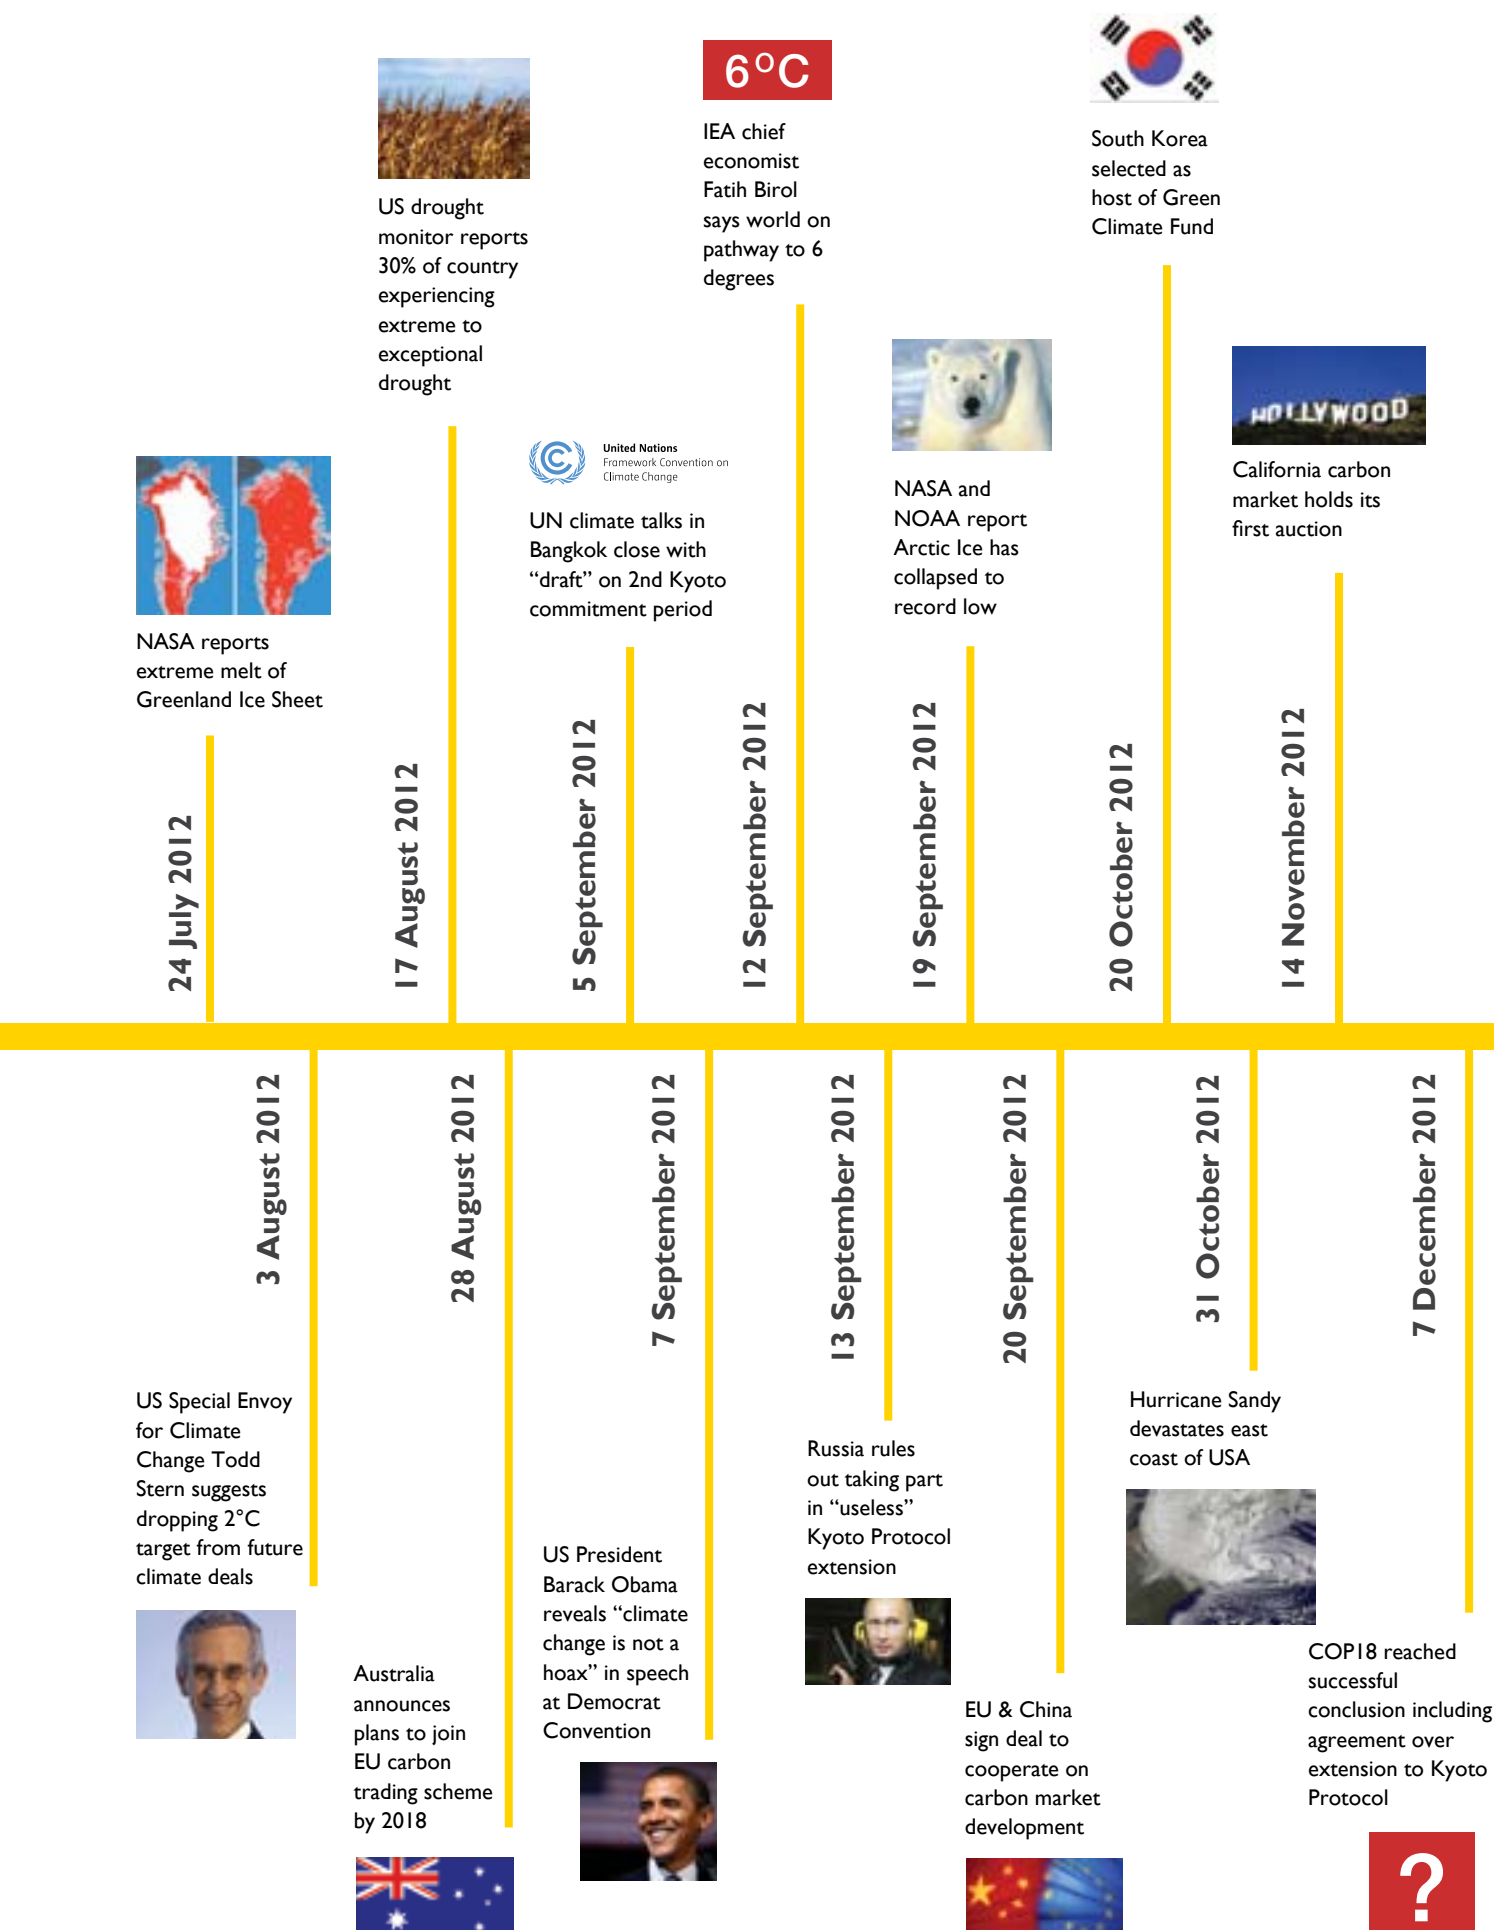 6°C
IEA chief
economist
Fatih Birol
says world on
pathway to 6
degrees
South Korea
selected as
host of Green
Climate Fund
US drought
monitor reports
30% of country
experiencing
extreme to
exceptional
drought
HOLLYWOOD
California carbon
market holds its
first auction
United Nations
Framework Convention on
Climate Change
UN climate talks in
Bangkok close with
“draft” on 2nd Kyoto
commitment period
NASA and
NOAA report
Arctic Ice has
collapsed to
record low
NASA reports
extreme melt of
Greenland Ice Sheet
24 July 2012
17 August 2012
5 September 2012
12 September 2012
19 September 2012
20 October 2012
14 November 2012
3 August 2012
28 August 2012
7 September 2012
13 September 2012
20 September 2012
31 October 2012
7 December 2012
US Special Envoy
for Climate
Change Todd
Stern suggests
dropping 2°C
target from future
climate deals
Australia
announces
plans to join
EU carbon
trading scheme
by 2018
US President
Barack Obama
reveals “climate
change is not a
hoax” in speech
at Democrat
Convention
Russia rules
out taking part
in “useless”
Kyoto Protocol
extension
EU & China
sign deal to
cooperate on
carbon market
development
Hurricane Sandy
devastates east
coast of USA
COP18 reached
successful
conclusion including
agreement over
extension to Kyoto
Protocol
?